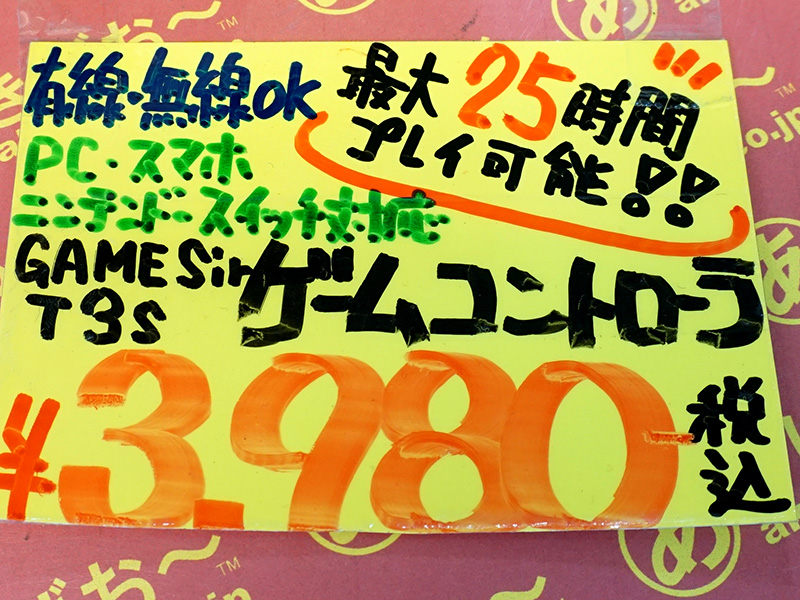 有線・無線OK
最大25時間
プレイ可能!!
PC・スマホ
ニンテンドースイッチ対応
GAMESir
T3S
ゲームコントローラ
¥3.980
税込